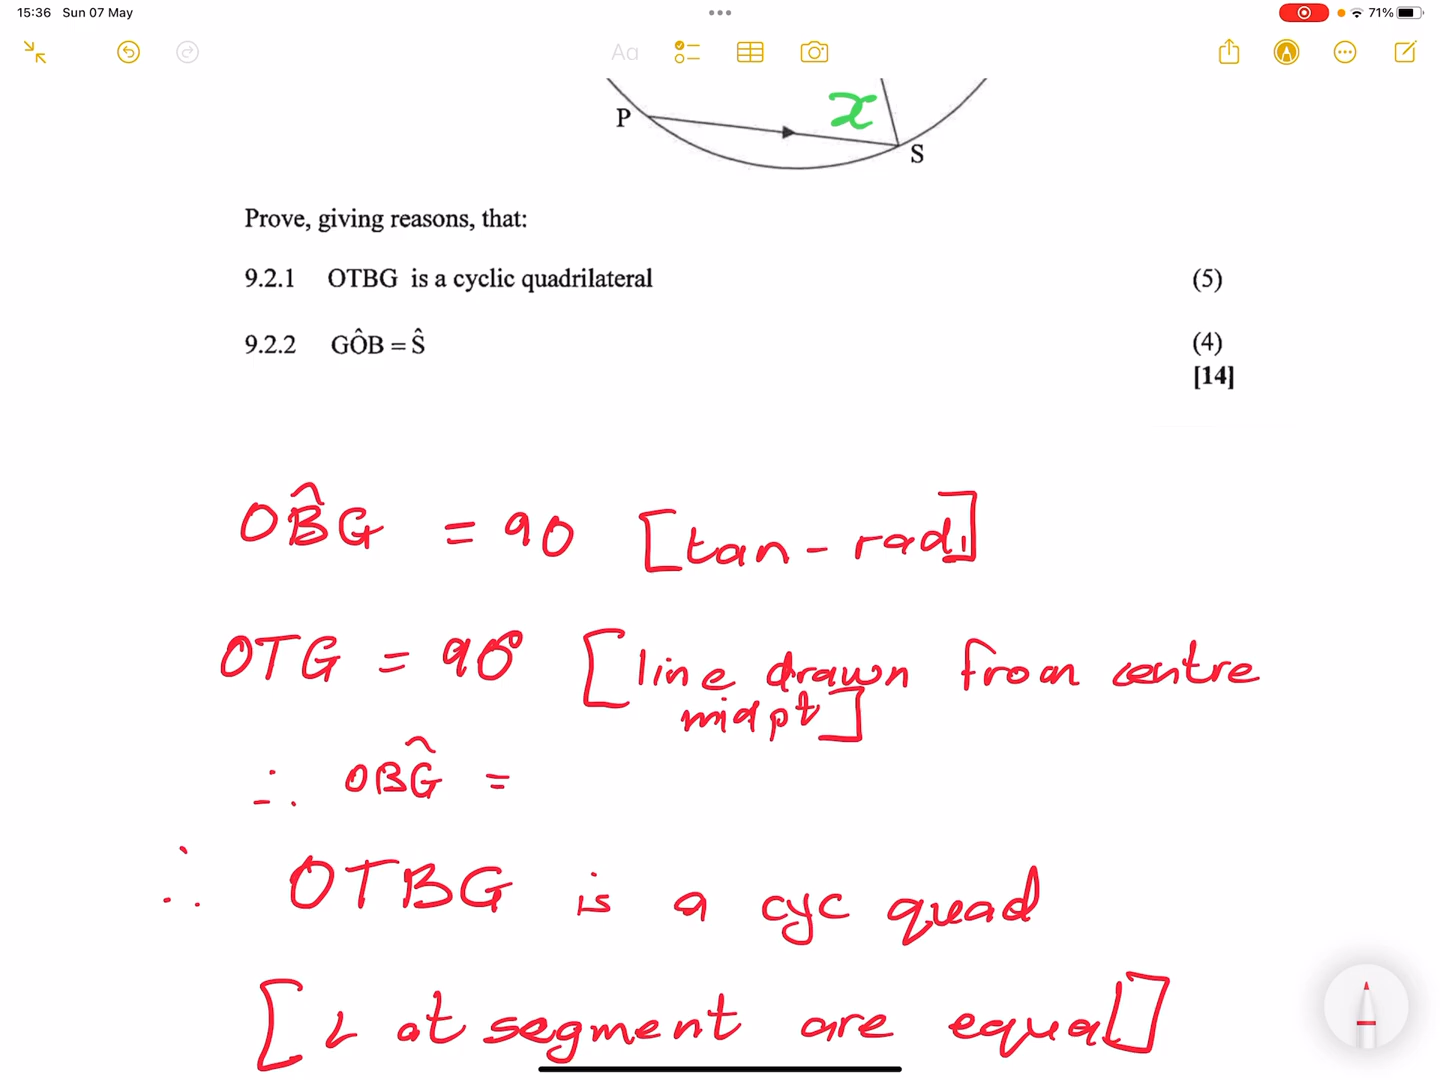 15:36 Sun 07 May
71%
Aa
x
P
S
Prove, giving reasons, that:
9.2.1 OTBG is a cyclic quadrilateral (5)
9.2.2 GÔB = Ŝ (4)
[14]
OB̂G = 90 [tan - rad]
OTG = 90° [line drawn from centre
midpt]
∴ OBĜ =
∴ OTBG is a cyc quad
[∠ at segment are equal]